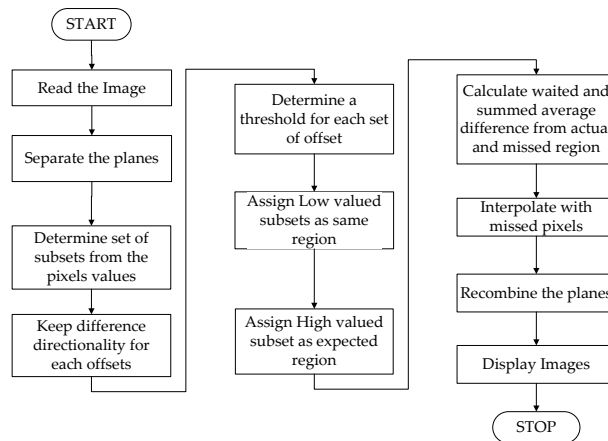 START
Read the Image
Separate the planes
Determine set of
subsets from the
pixels values
Keep difference
directionality for
each offsets
Determine a
threshold for each set
of offset
Assign Low valued
subsets as same
region
Assign High valued
subset as expected
region
Calculate waited and
summed average
difference from actual
and missed region
Interpolate with
missed pixels
Recombine the planes
Display Images
STOP